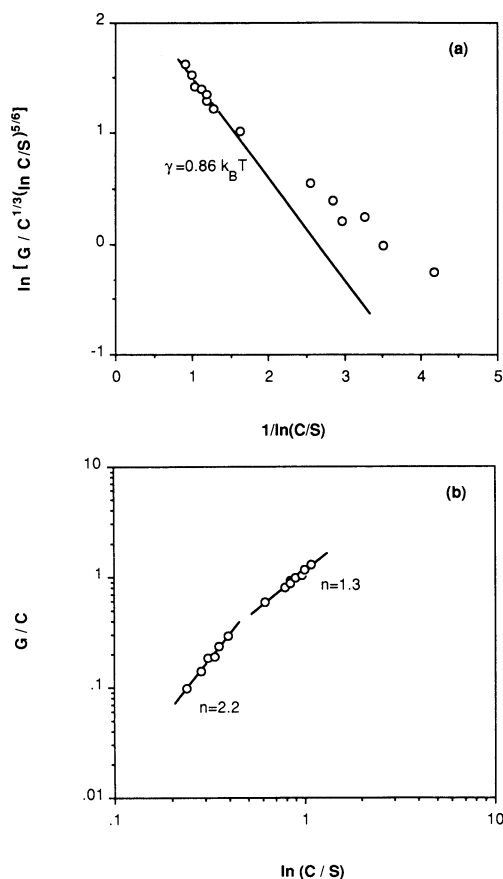 (a)
2
1
0
-1
ln [ G / C^1/3 (ln C/S)^5/6 ]
γ=0.86 k_B T
0 1 2 3 4 5
1/ln(C/S)
(b)
10
1
.1
.01
G / C
n=1.3
n=2.2
.1 1 10
ln (C / S)